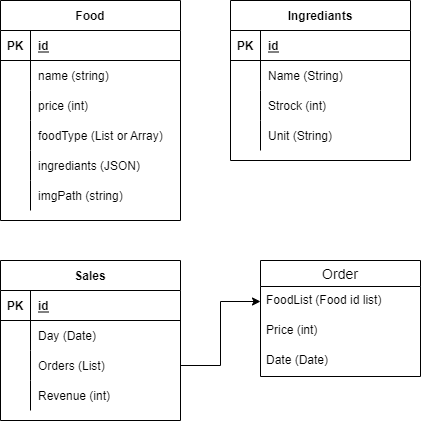 Food
PK id
name (string)
price (int)
foodType (List or Array)
ingrediants (JSON)
imgPath (string)
Ingrediants
PK id
Name (String)
Strock (int)
Unit (String)
Sales
PK id
Day (Date)
Orders (List)
Revenue (int)
Order
FoodList (Food id list)
Price (int)
Date (Date)